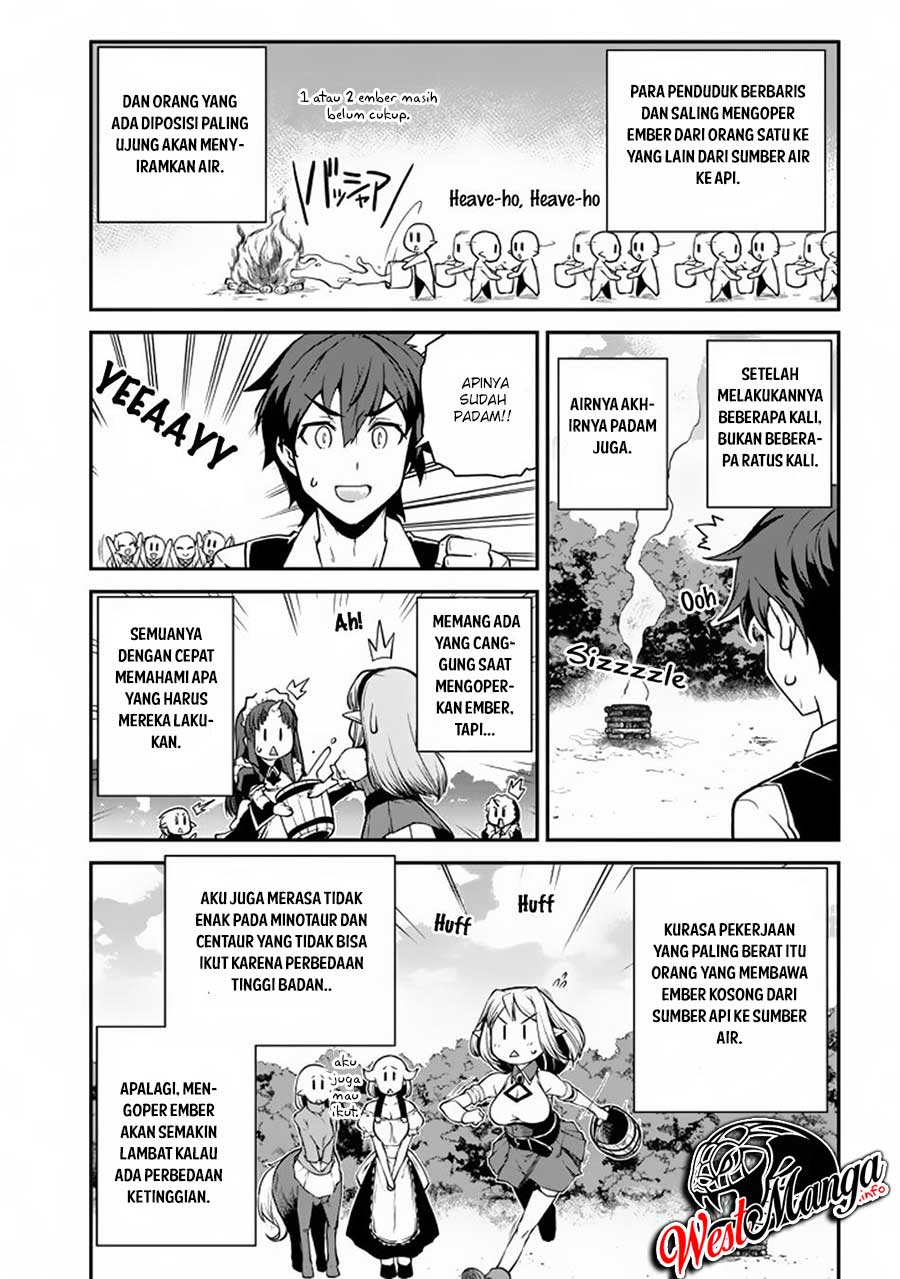 PARA PENDUDUK BERBARIS
DAN SALING MENGOPER
EMBER DARI ORANG SATU KE
YANG LAIN DARI SUMBER AIR
KE API.
Heave-ho, Heave-ho
1 atau 2 ember masih
belum cukup.
バッシャア
DAN ORANG YANG
ADA DIPOSISI PALING
UJUNG AKAN MENY-
IRAMKAN AIR.
SETELAH
MELAKUKANNYA
BEBERAPA KALI,
BUKAN BEBERA-
PA RATUS KALI.
AIRNYA AKH-
IRNYA PADAM
JUGA.
Ooh
Sizzzzle
APINYA
SUDAH
PADAM!!
YEEAAYY
MEMANG ADA
YANG CANG-
GUNG SAAT
MENGOPER-
KAN EMBER,
TAPI...
Ah!
SEMUANYA
DENGAN CEPAT
MEMAHAMI APA
YANG HARUS
MEREKA LAKU-
KAN.
KURASA PEKERJAAN
YANG PALING BERAT ITU
ORANG YANG MEMBAWA
EMBER KOSONG DARI
SUMBER API KE SUMBER
AIR.
Huff
Huff
AKU JUGA MERASA TIDAK
ENAK PADA MINOTAUR DAN
CENTAUR YANG TIDAK BISA
IKUT KARENA PERBEDAAN
TINGGI BADAN..
aku
juga
mau
ikut.
APALAGI, MEN-
GOPER EMBER
AKAN SEMAKIN
LAMBAT KALAU
ADA PERBEDAAN
KETINGGIAN.
WestManga
.info